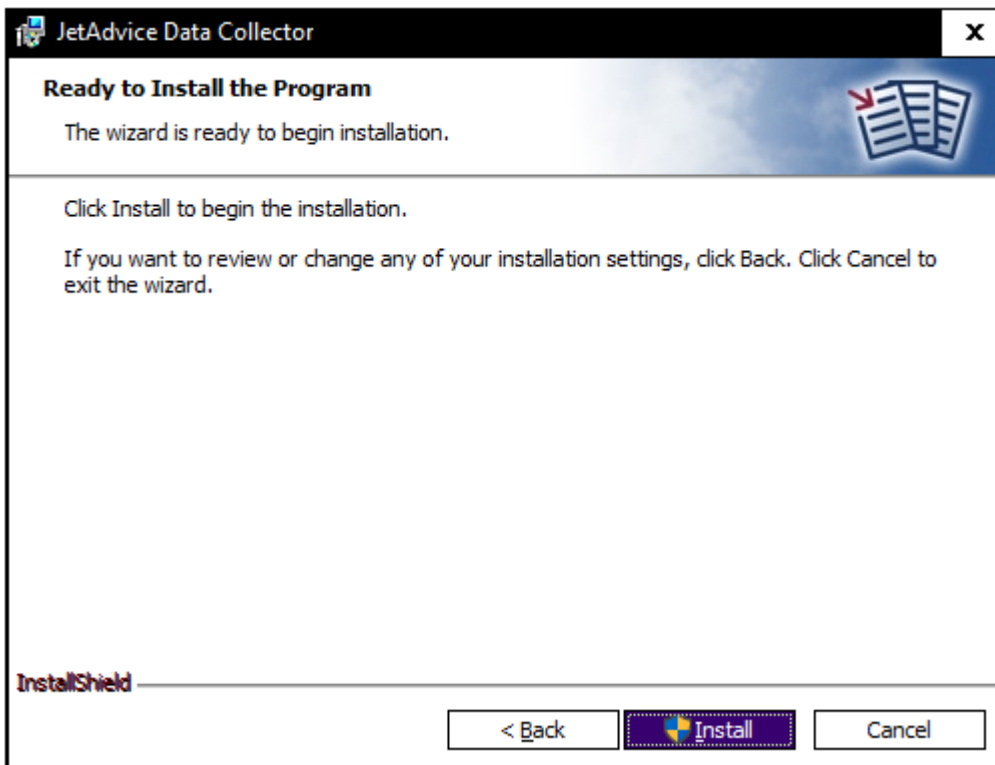 JetAdvice Data Collector
Ready to Install the Program
The wizard is ready to begin installation.
Click Install to begin the installation.
If you want to review or change any of your installation settings, click Back. Click Cancel to
exit the wizard.
InstallShield
< Back
Install
Cancel